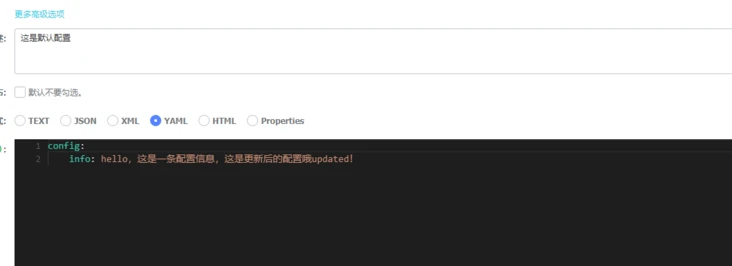 更多高级选项
这是默认配置
默认不要勾选。
TEXT JSON XML YAML HTML Properties
1 config:
2 info: hello，这是一条配置信息，这是更新后的配置哦updated!